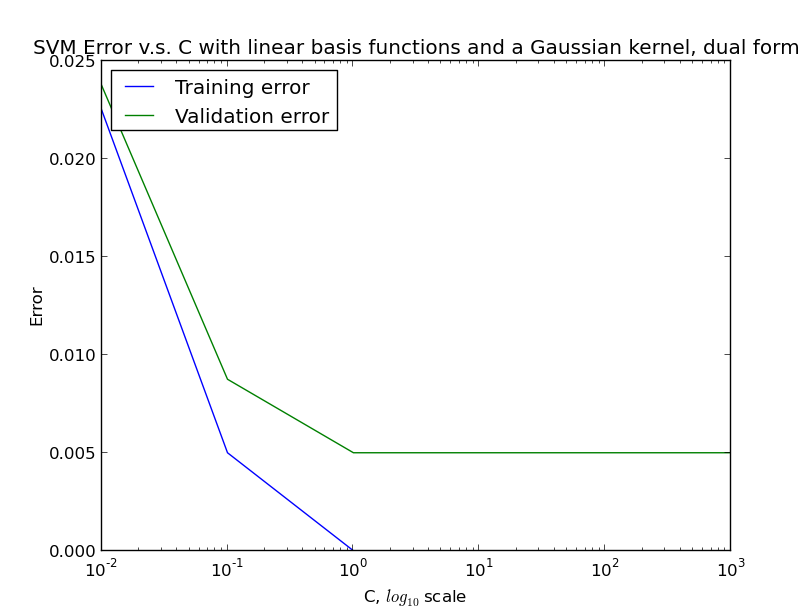 SVM Error v.s. C with linear basis functions and a Gaussian kernel, dual form
Training error
Validation error
0.025
0.020
0.015
0.010
0.005
0.000
Error
10^-2 10^-1 10^0 10^1 10^2 10^3
C, log_10 scale